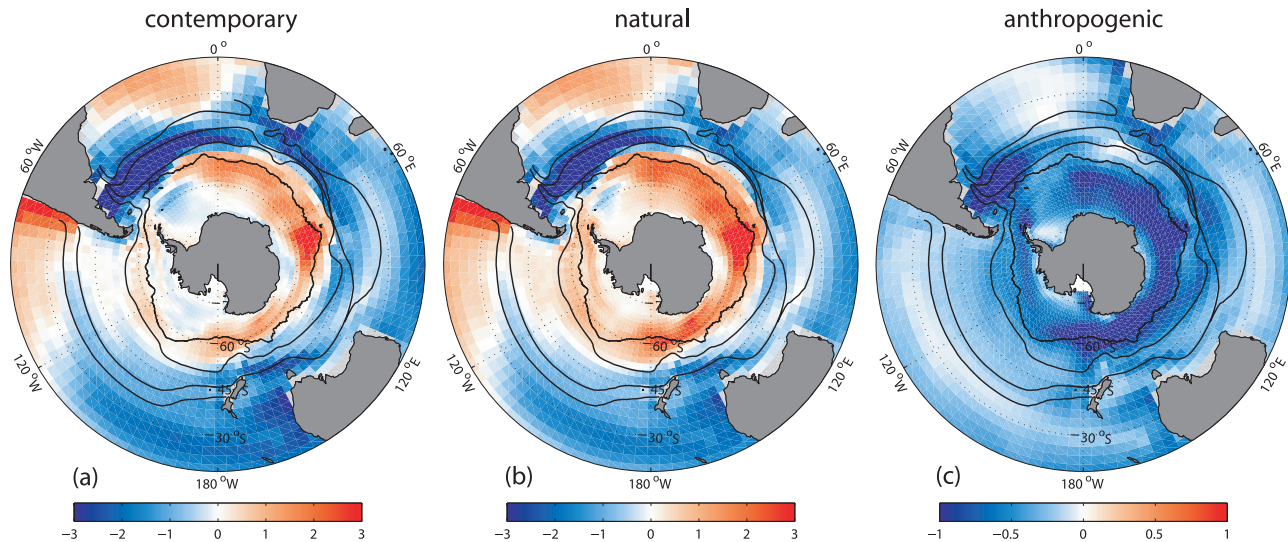 contemporary
natural
anthropogenic
0 °
0 °
0 °
60 °W
60 °E
60 °W
60 °E
60 °W
60 °E
120 °W
120 °E
120 °W
120 °E
120 °W
120 °E
−60 °S
−60 °S
−60 °S
−45 °S
−45 °S
−45 °S
−30 °S
−30 °S
−30 °S
180 °W
180 °W
180 °W
(a)
(b)
(c)
−3 −2 −1 0 1 2 3
−3 −2 −1 0 1 2 3
−1 −0.5 0 0.5 1